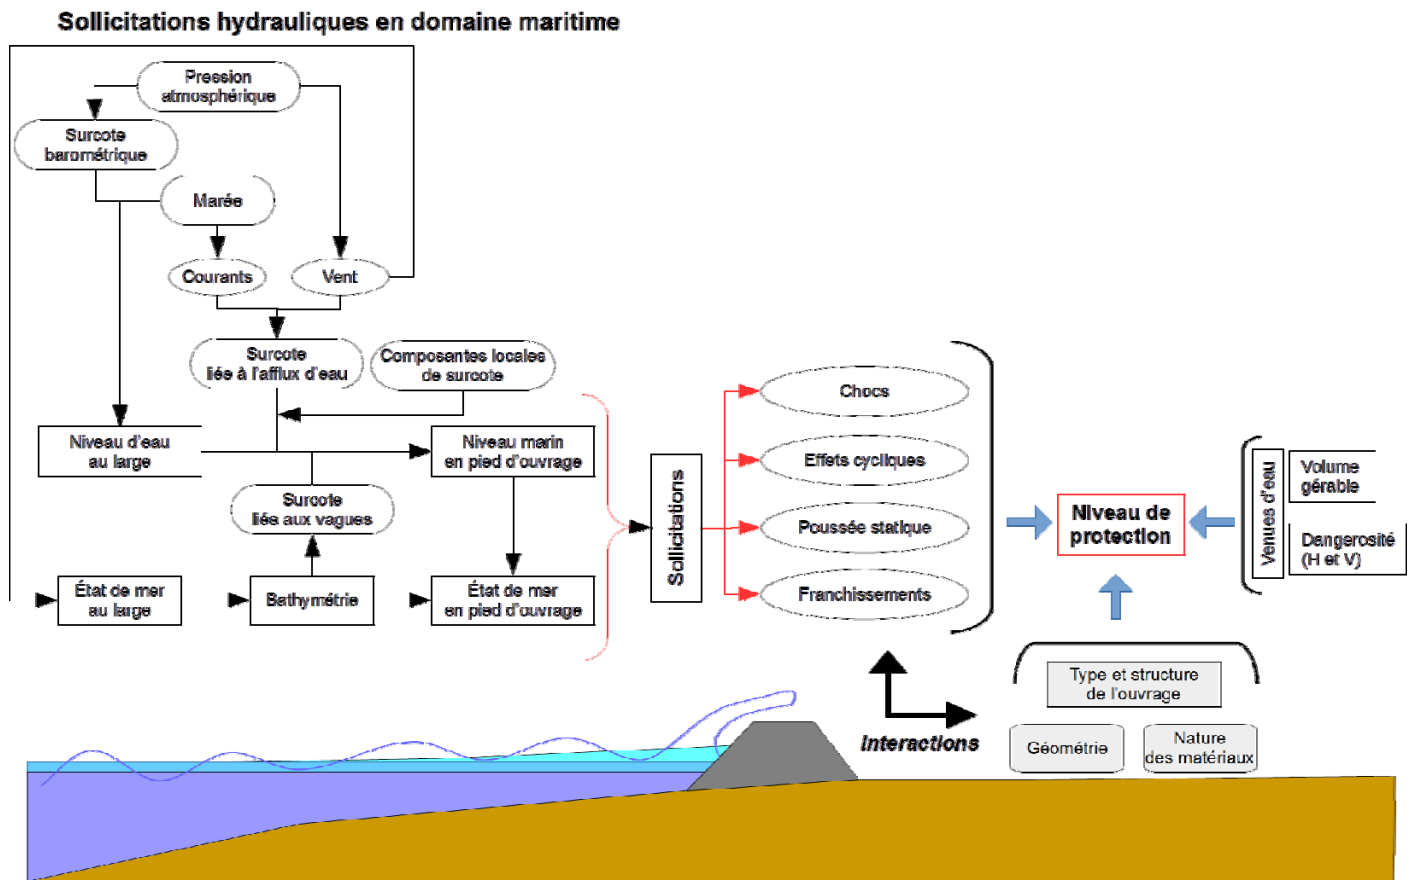 Sollicitations hydrauliques en domaine maritime
Pression
atmosphérique
Surcote
barométrique
Marée
Courants
Vent
Surcote
liée à l'afflux d'eau
Composantes locales
de surcote
Niveau d'eau
au large
Niveau marin
en pied d'ouvrage
Surcote
liée aux vagues
État de mer
au large
Bathymétrie
État de mer
en pied d'ouvrage
Sollicitations
Chocs
Effets cycliques
Poussée statique
Franchissements
Niveau de
protection
Venues d'eau
Volume
gérable
Dangerosité
(H et V)
Interactions
Type et structure
de l'ouvrage
Géométrie
Nature
des matériaux